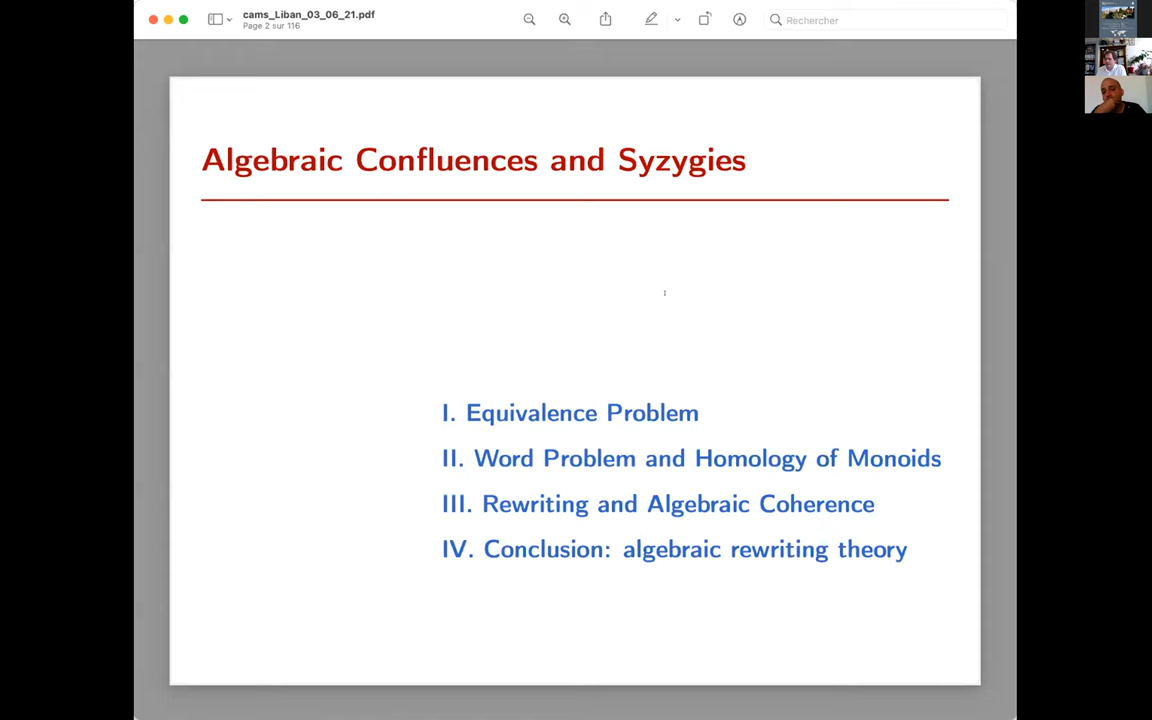 cams_Liban_03_06_21.pdf
Page 2 sur 116
Rechercher
Algebraic Confluences and Syzygies
I. Equivalence Problem
II. Word Problem and Homology of Monoids
III. Rewriting and Algebraic Coherence
IV. Conclusion: algebraic rewriting theory